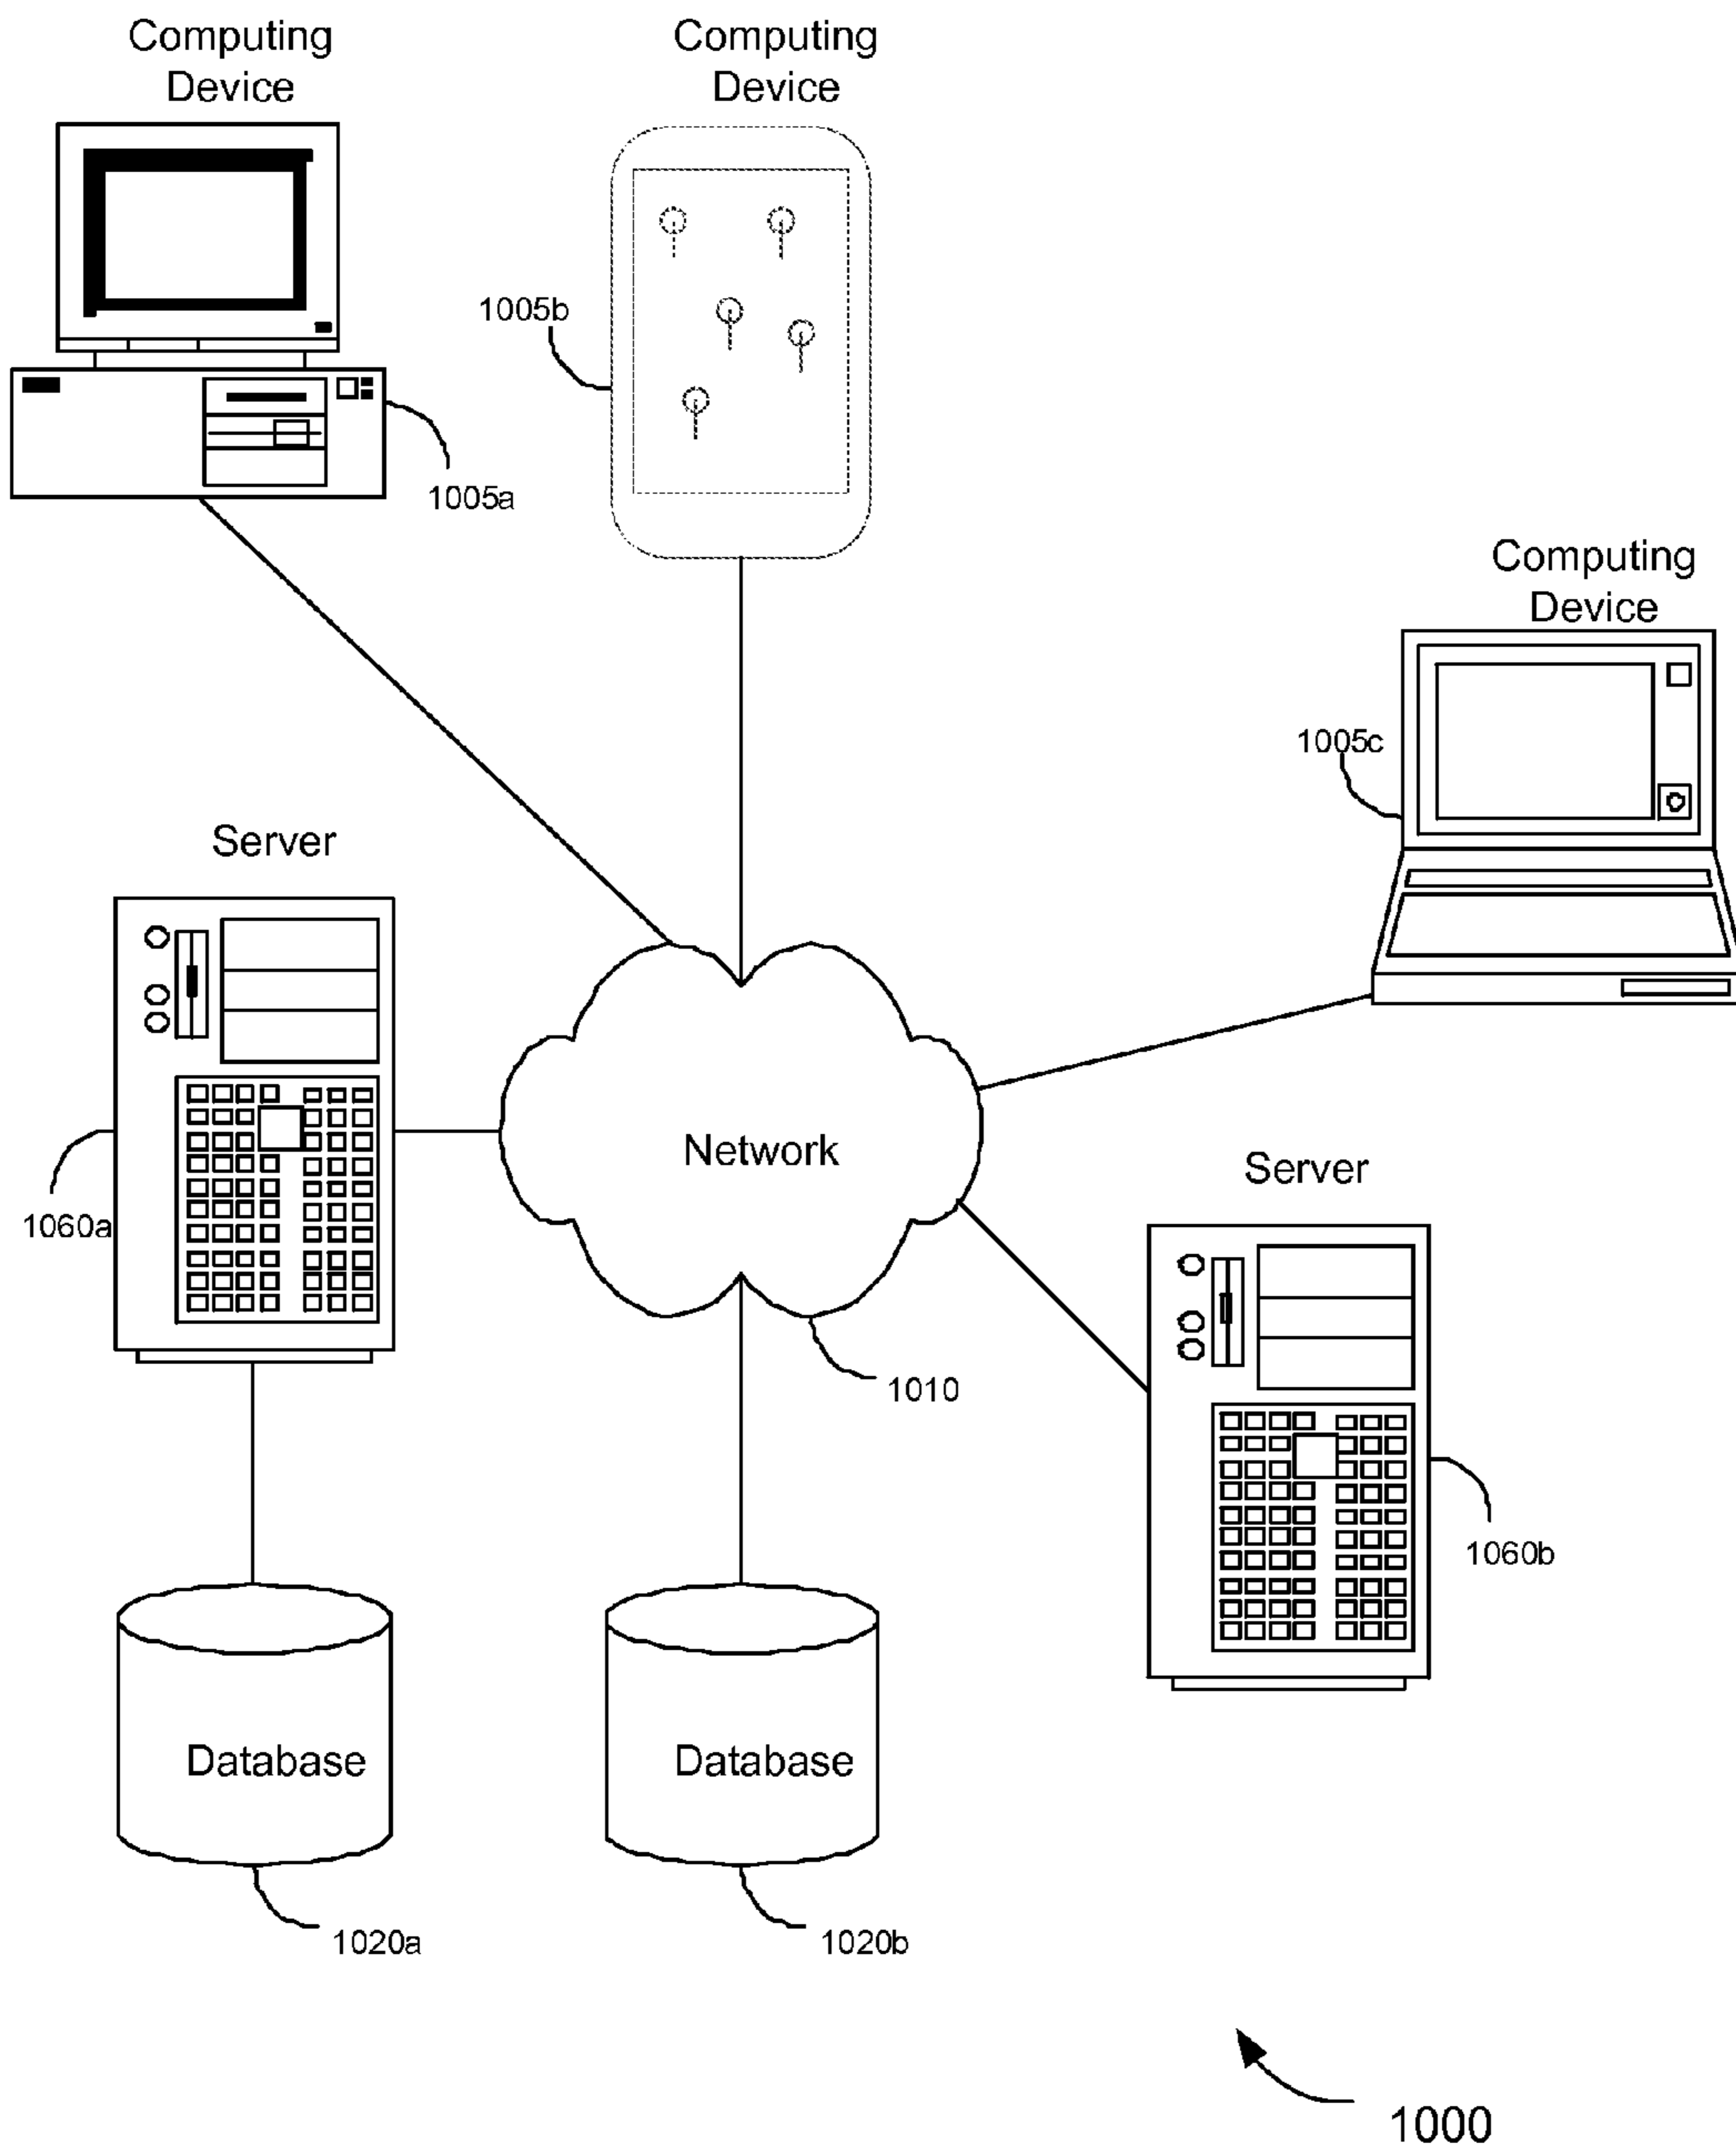 Computing
Device
Computing
Device
1005b
1005a
Computing
Device
1005c
Server
Network
Server
1060a
1010
1060b
Database
Database
1020a
1020b
1000